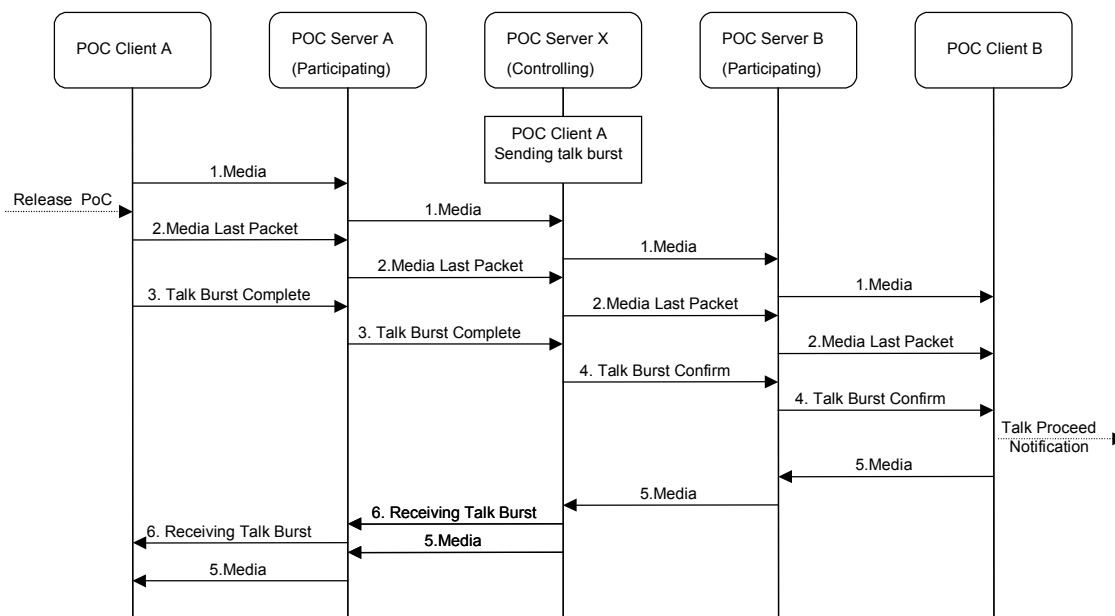 POC Client A
POC Server A
(Participating)
POC Server X
(Controlling)
POC Server B
(Participating)
POC Client B
POC Client A
Sending talk burst
1.Media
Release PoC
1.Media
2.Media Last Packet
1.Media
2.Media Last Packet
1.Media
3. Talk Burst Complete
2.Media Last Packet
3. Talk Burst Complete
2.Media Last Packet
4. Talk Burst Confirm
4. Talk Burst Confirm
Talk Proceed
Notification
5.Media
5.Media
6. Receiving Talk Burst
6. Receiving Talk Burst
5.Media
5.Media